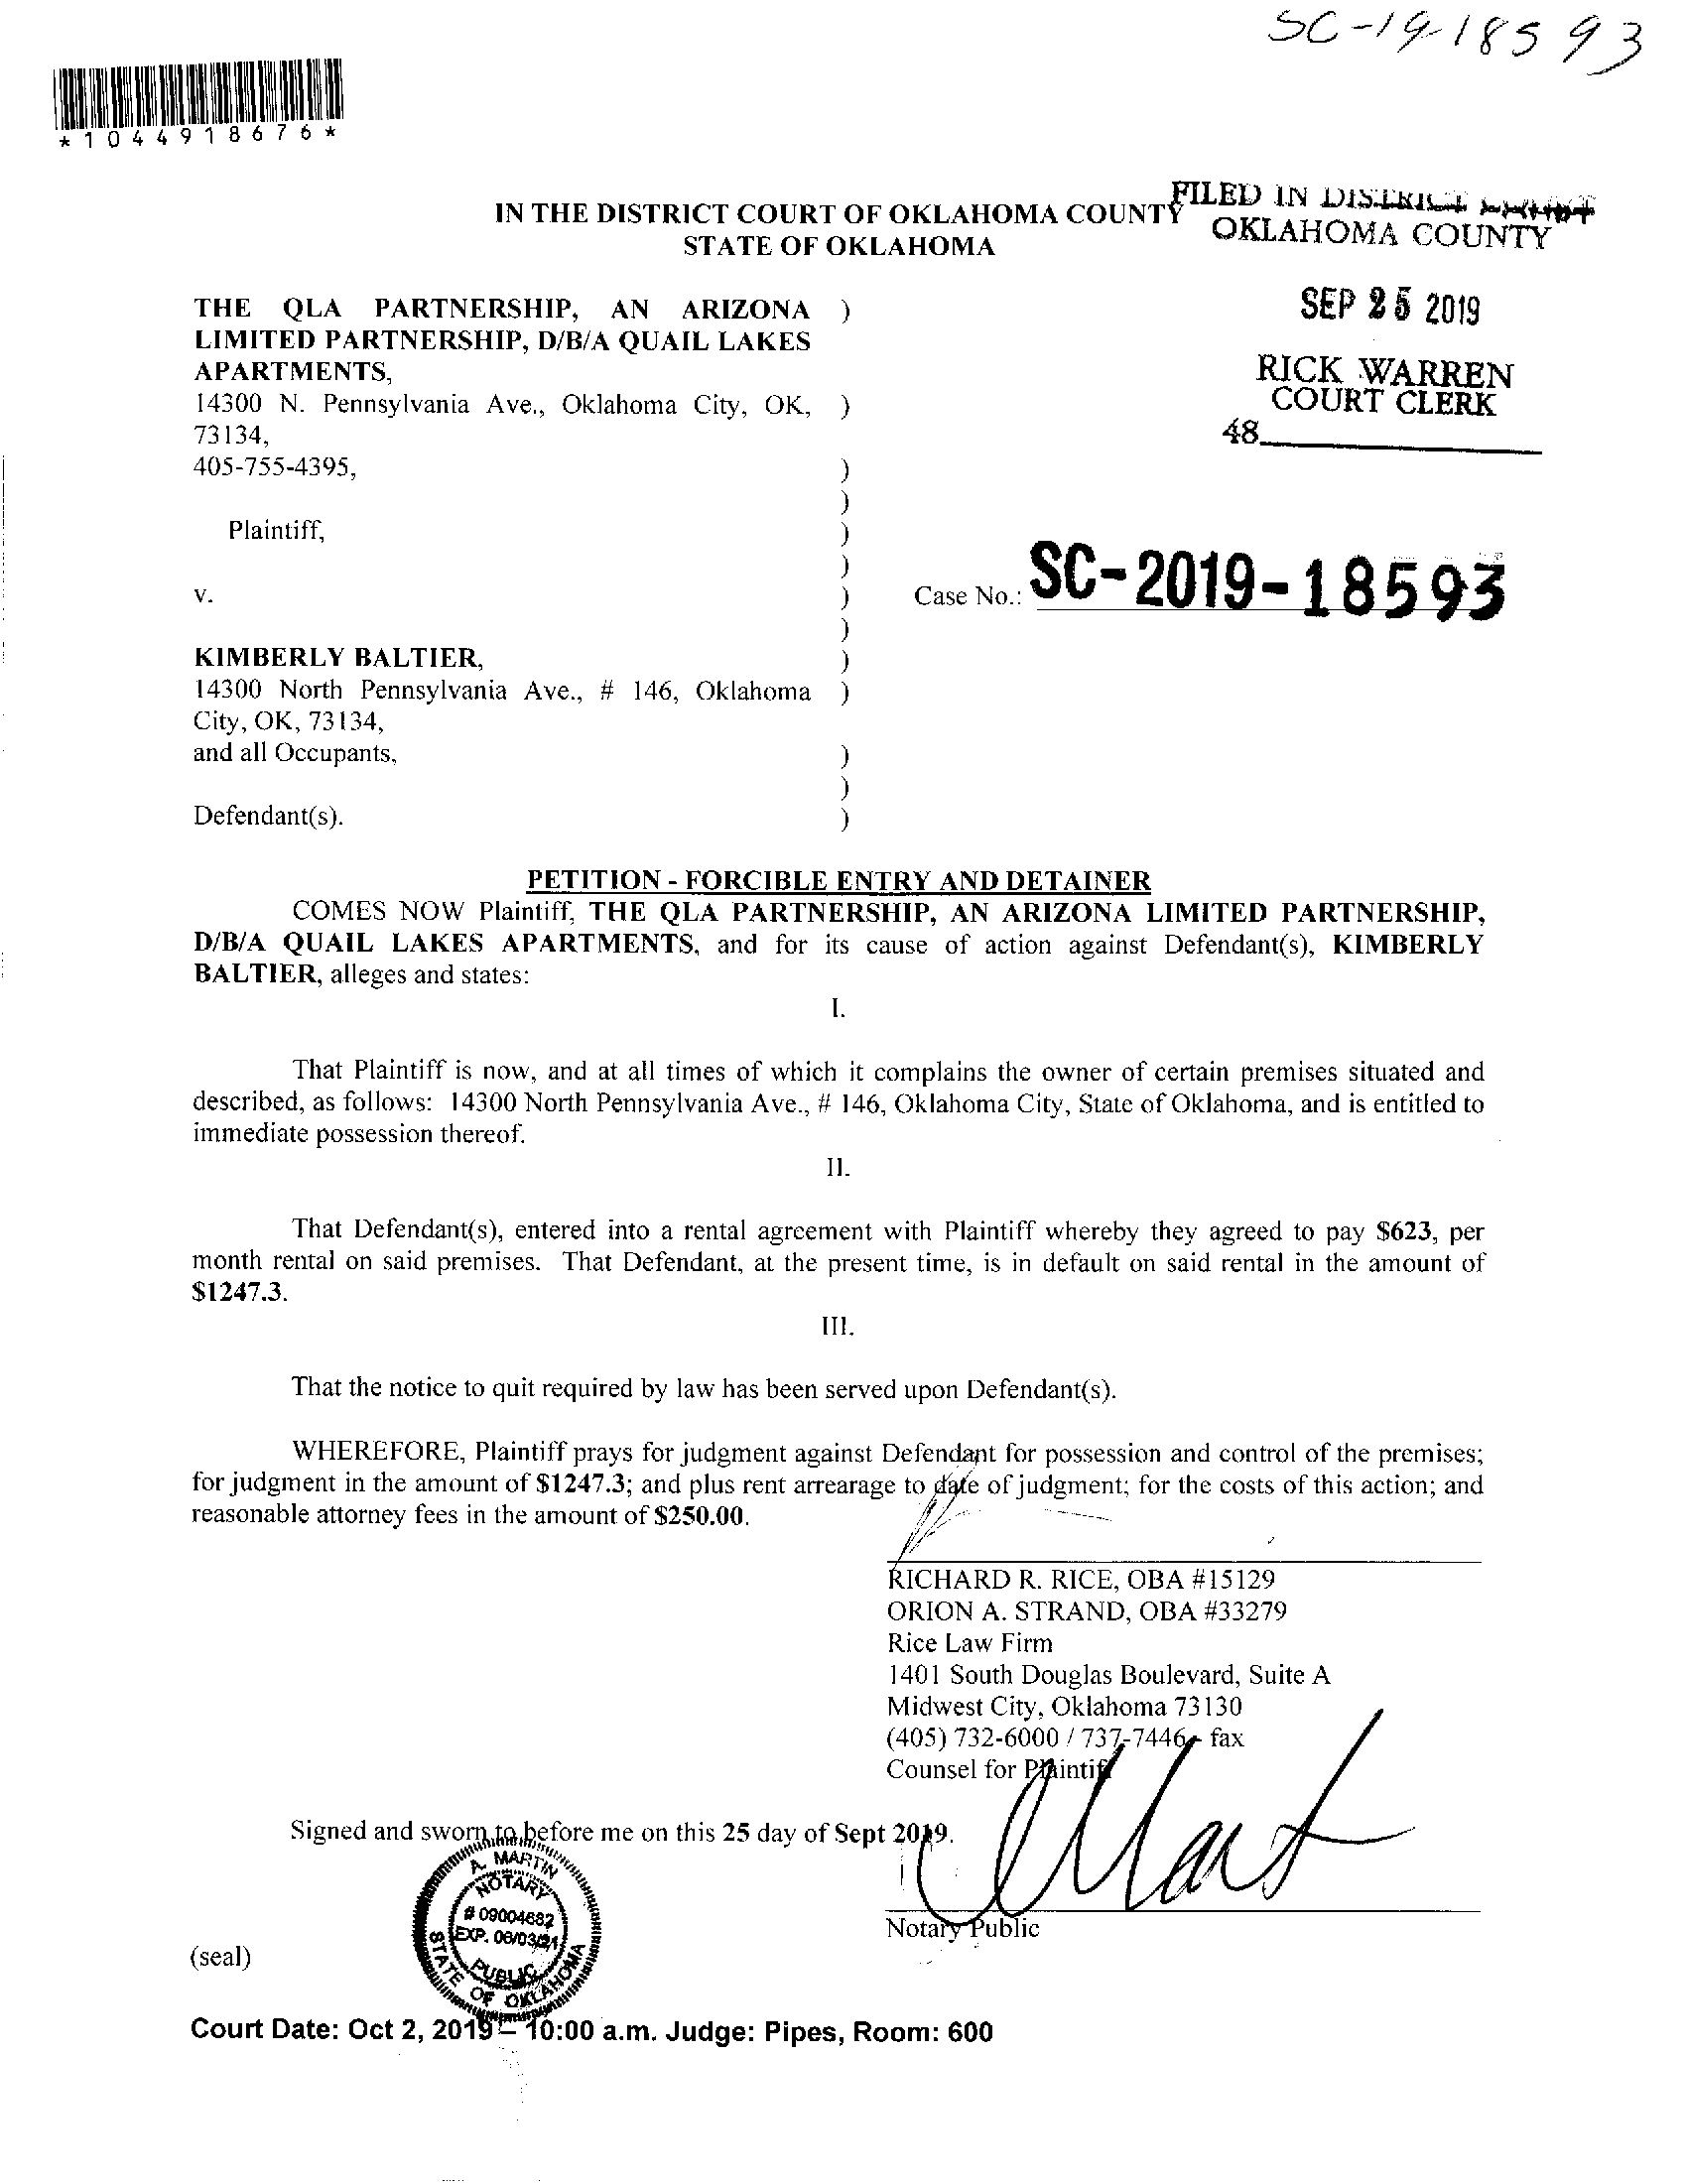 SC-19-18593
*1044918676*
FILED IN DISTRICT COURT
OKLAHOMA COUNTY
IN THE DISTRICT COURT OF OKLAHOMA COUNTY
STATE OF OKLAHOMA
SEP 25 2019
RICK WARREN
COURT CLERK
48
THE QLA PARTNERSHIP, AN ARIZONA )
LIMITED PARTNERSHIP, D/B/A QUAIL LAKES
APARTMENTS,
14300 N. Pennsylvania Ave., Oklahoma City, OK, )
73134,
405-755-4395, )
)
Plaintiff, )
)
v. ) Case No.: SC-2019-18593
)
KIMBERLY BALTIER, )
14300 North Pennsylvania Ave., # 146, Oklahoma )
City, OK, 73134,
and all Occupants, )
)
Defendant(s). )
PETITION - FORCIBLE ENTRY AND DETAINER
COMES NOW Plaintiff, THE QLA PARTNERSHIP, AN ARIZONA LIMITED PARTNERSHIP,
D/B/A QUAIL LAKES APARTMENTS, and for its cause of action against Defendant(s), KIMBERLY
BALTIER, alleges and states:
I.
That Plaintiff is now, and at all times of which it complains the owner of certain premises situated and
described, as follows: 14300 North Pennsylvania Ave., # 146, Oklahoma City, State of Oklahoma, and is entitled to
immediate possession thereof.
II.
That Defendant(s), entered into a rental agreement with Plaintiff whereby they agreed to pay $623, per
month rental on said premises. That Defendant, at the present time, is in default on said rental in the amount of
$1247.3.
III.
That the notice to quit required by law has been served upon Defendant(s).
WHEREFORE, Plaintiff prays for judgment against Defendant for possession and control of the premises;
for judgment in the amount of $1247.3; and plus rent arrearage to date of judgment; for the costs of this action; and
reasonable attorney fees in the amount of $250.00.
RICHARD R. RICE, OBA #15129
ORION A. STRAND, OBA #33279
Rice Law Firm
1401 South Douglas Boulevard, Suite A
Midwest City, Oklahoma 73130
(405) 732-6000 / 737-7446 - fax
Counsel for Plaintiff
Signed and sworn to before me on this 25 day of Sept 2019.
A. MARTIN
NOTARY
# 09004682
EXP. 06/03/21
PUBLIC
STATE OF OKLAHOMA
Notary Public
(seal)
Court Date: Oct 2, 2019 – 10:00 a.m. Judge: Pipes, Room: 600